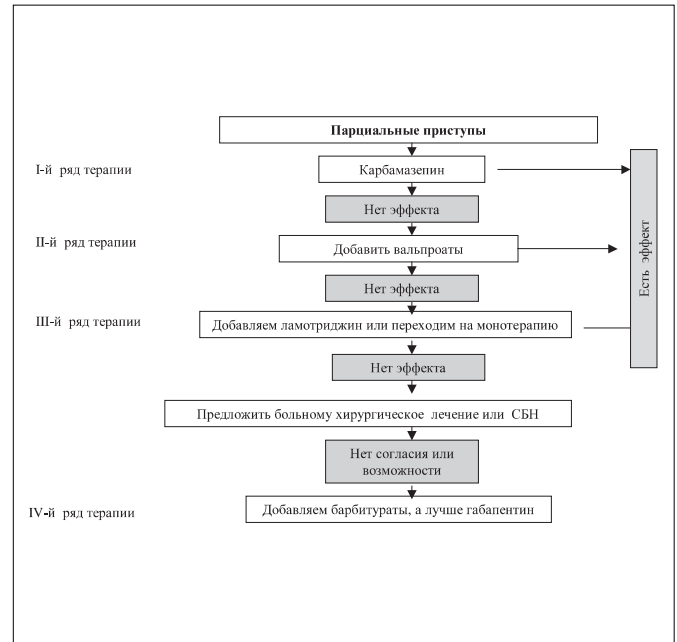 Парциальные приступы
I-й ряд терапии
Карбамазепин
Нет эффекта
II-й ряд терапии
Добавить вальпроаты
Нет эффекта
III-й ряд терапии
Добавляем ламотриджин или переходим на монотерапию
Нет эффекта
Предложить больному хирургическое лечение или СБН
Нет согласия или
возможности
IV-й ряд терапии
Добавляем барбитураты, а лучше габапентин
Есть эффект